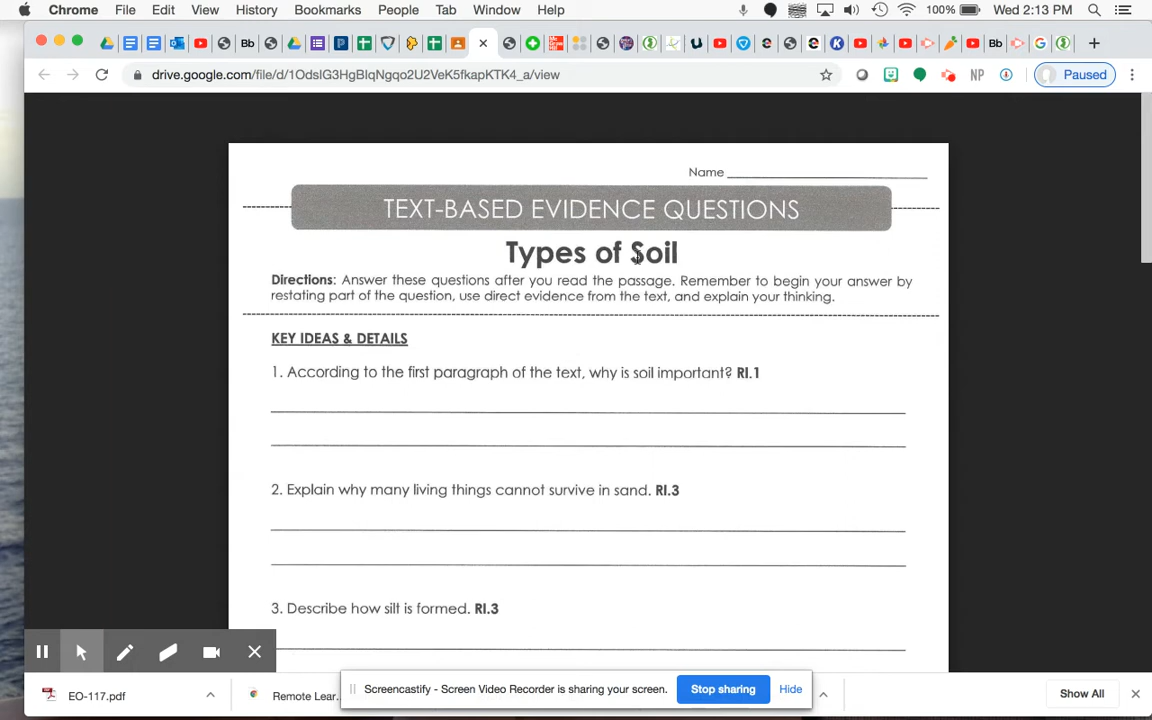 Chrome File Edit View History Bookmarks People Tab Window Help 100% Wed 2:13 PM
drive.google.com/file/d/1OdslG3HgBIqNgqo2U2VeK5fkapKTK4_a/view NP Paused
Name
TEXT-BASED EVIDENCE QUESTIONS
Types of Soil
Directions: Answer these questions after you read the passage. Remember to begin your answer by
restating part of the question, use direct evidence from the text, and explain your thinking.
KEY IDEAS & DETAILS
1. According to the first paragraph of the text, why is soil important? RI.1
2. Explain why many living things cannot survive in sand. RI.3
3. Describe how silt is formed. RI.3
EO-117.pdf
Remote Lear...
Screencastify - Screen Video Recorder is sharing your screen. Stop sharing Hide
Show All